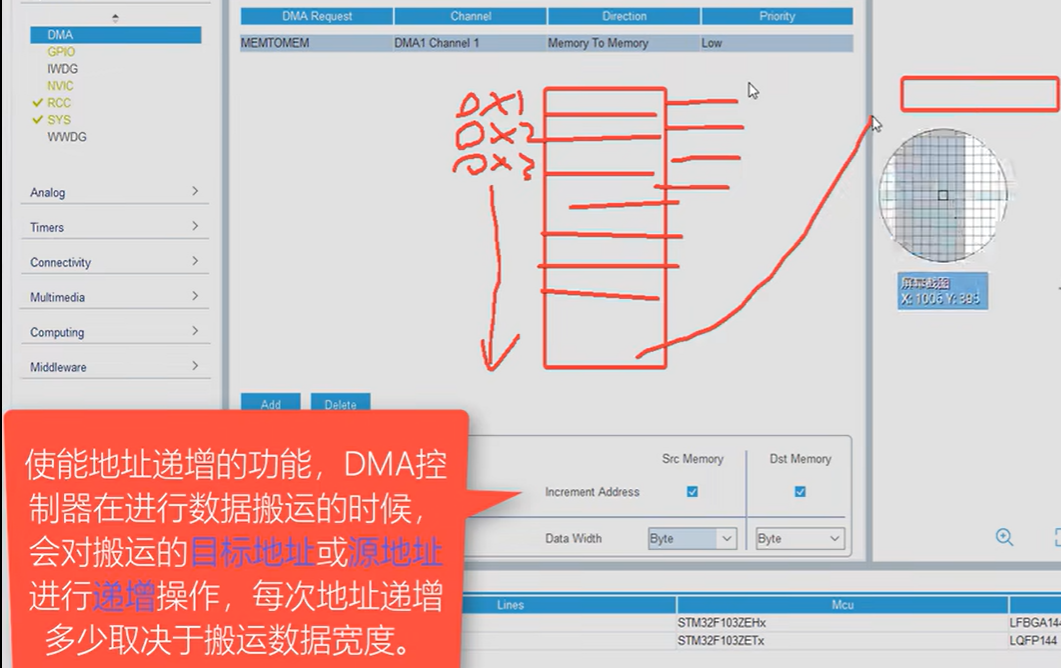 DMA Request Channel Direction Priority
MEMTOMEM DMA1 Channel 1 Memory To Memory Low
DMA
GPIO
IWDG
NVIC
RCC
SYS
WWDG
Analog
Timers
Connectivity
Multimedia
Computing
Middleware
0X1
0X2
0X3
屏幕截图
X: 1006 Y: 393
Add Delete
Src Memory Dst Memory
Increment Address
Data Width Byte Byte
使能地址递增的功能，DMA控
制器在进行数据搬运的时候，
会对搬运的目标地址或源地址
进行递增操作，每次地址递增
多少取决于搬运数据宽度。
Lines Mcu
STM32F103ZEHx LFBGA144
STM32F103ZETx LQFP144